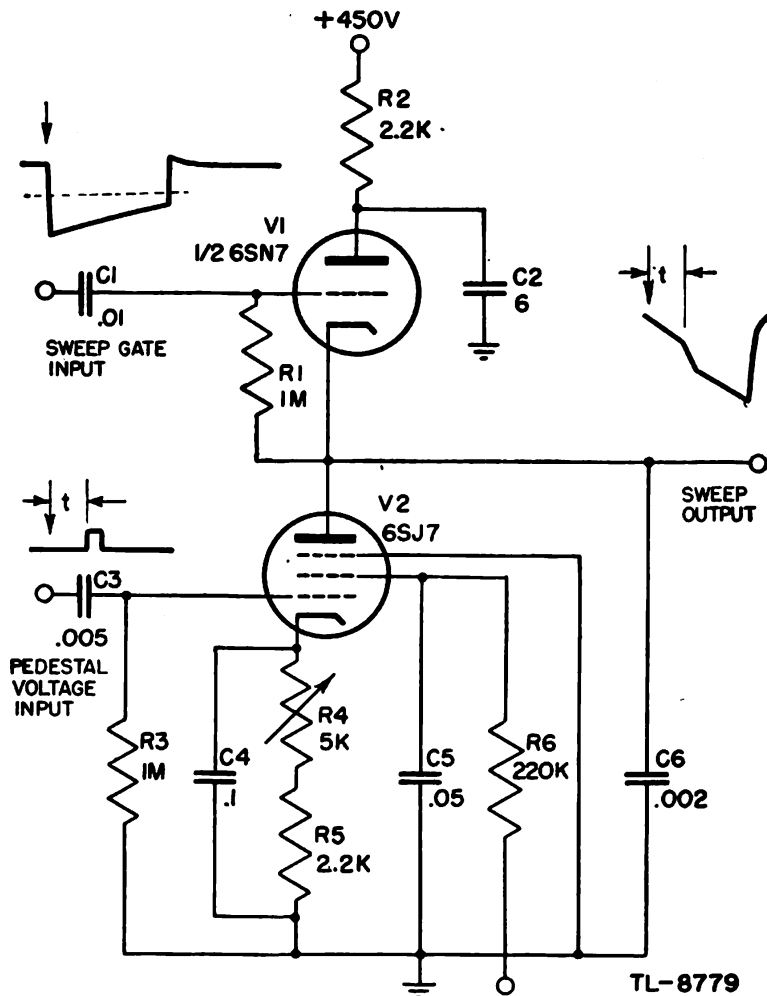 +450V
R2
2.2K
V1
1/2 6SN7
C1
.01
SWEEP GATE
INPUT
R1
1M
C2
6
t
SWEEP
OUTPUT
t
V2
6SJ7
C3
.005
PEDESTAL
VOLTAGE
INPUT
R3
1M
C4
.1
R4
5K
R5
2.2K
C5
.05
R6
220K
C6
.002
TL-8779